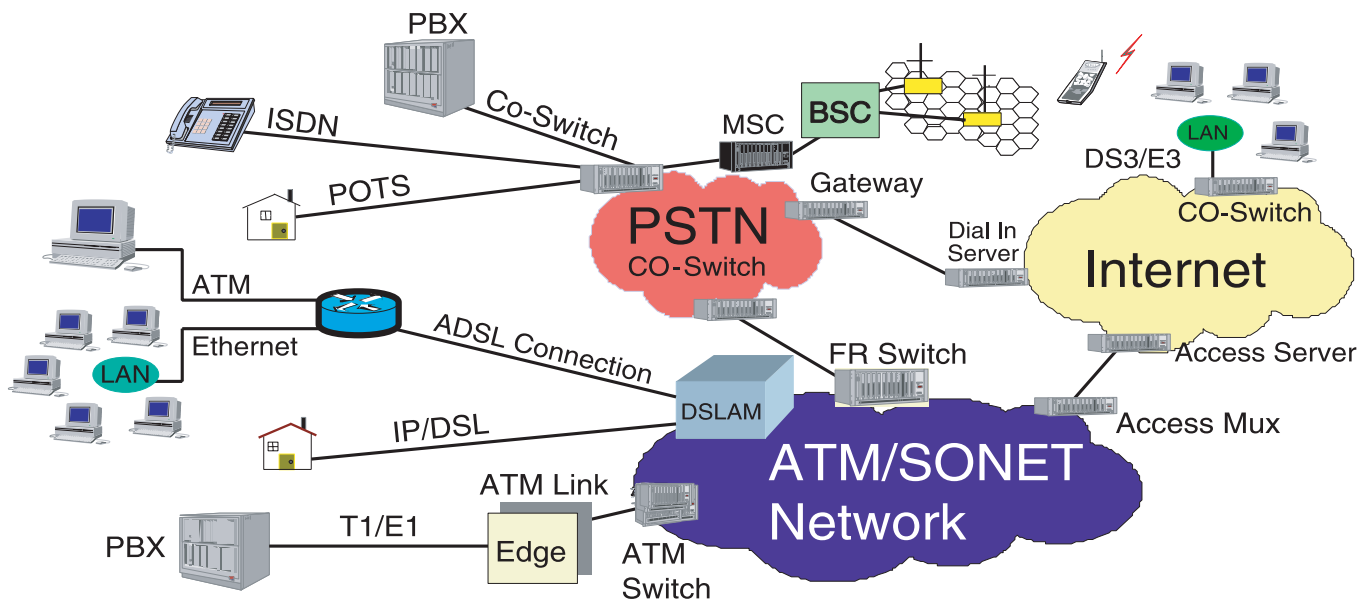 PBX
Co-Switch
ISDN
POTS
MSC
BSC
Gateway
PSTN
CO-Switch
LAN
DS3/E3
CO-Switch
Dial In
Server
Internet
Access Server
Access Mux
ATM
Ethernet
LAN
ADSL Connection
DSLAM
FR Switch
IP/DSL
ATM/SONET
Network
ATM Link
T1/E1
PBX
Edge
ATM
Switch